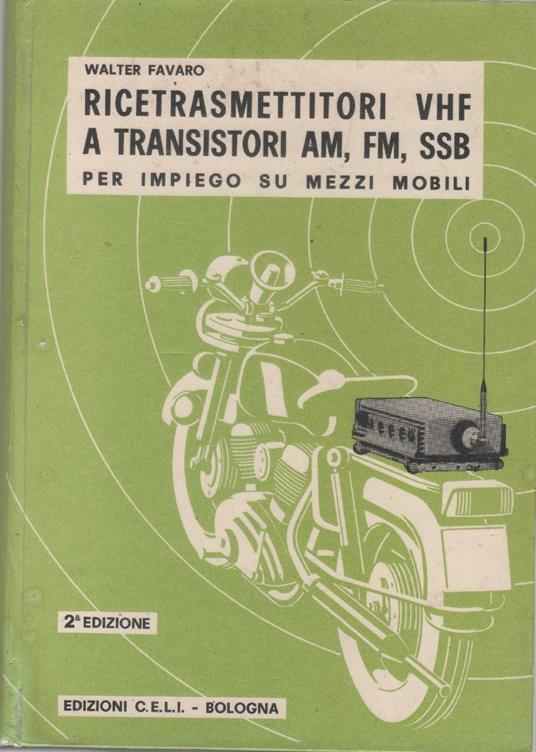 WALTER FAVARO
RICETRASMETTITORI VHF
A TRANSISTORI AM, FM, SSB
PER IMPIEGO SU MEZZI MOBILI
2ª EDIZIONE
EDIZIONI C.E.L.I. - BOLOGNA